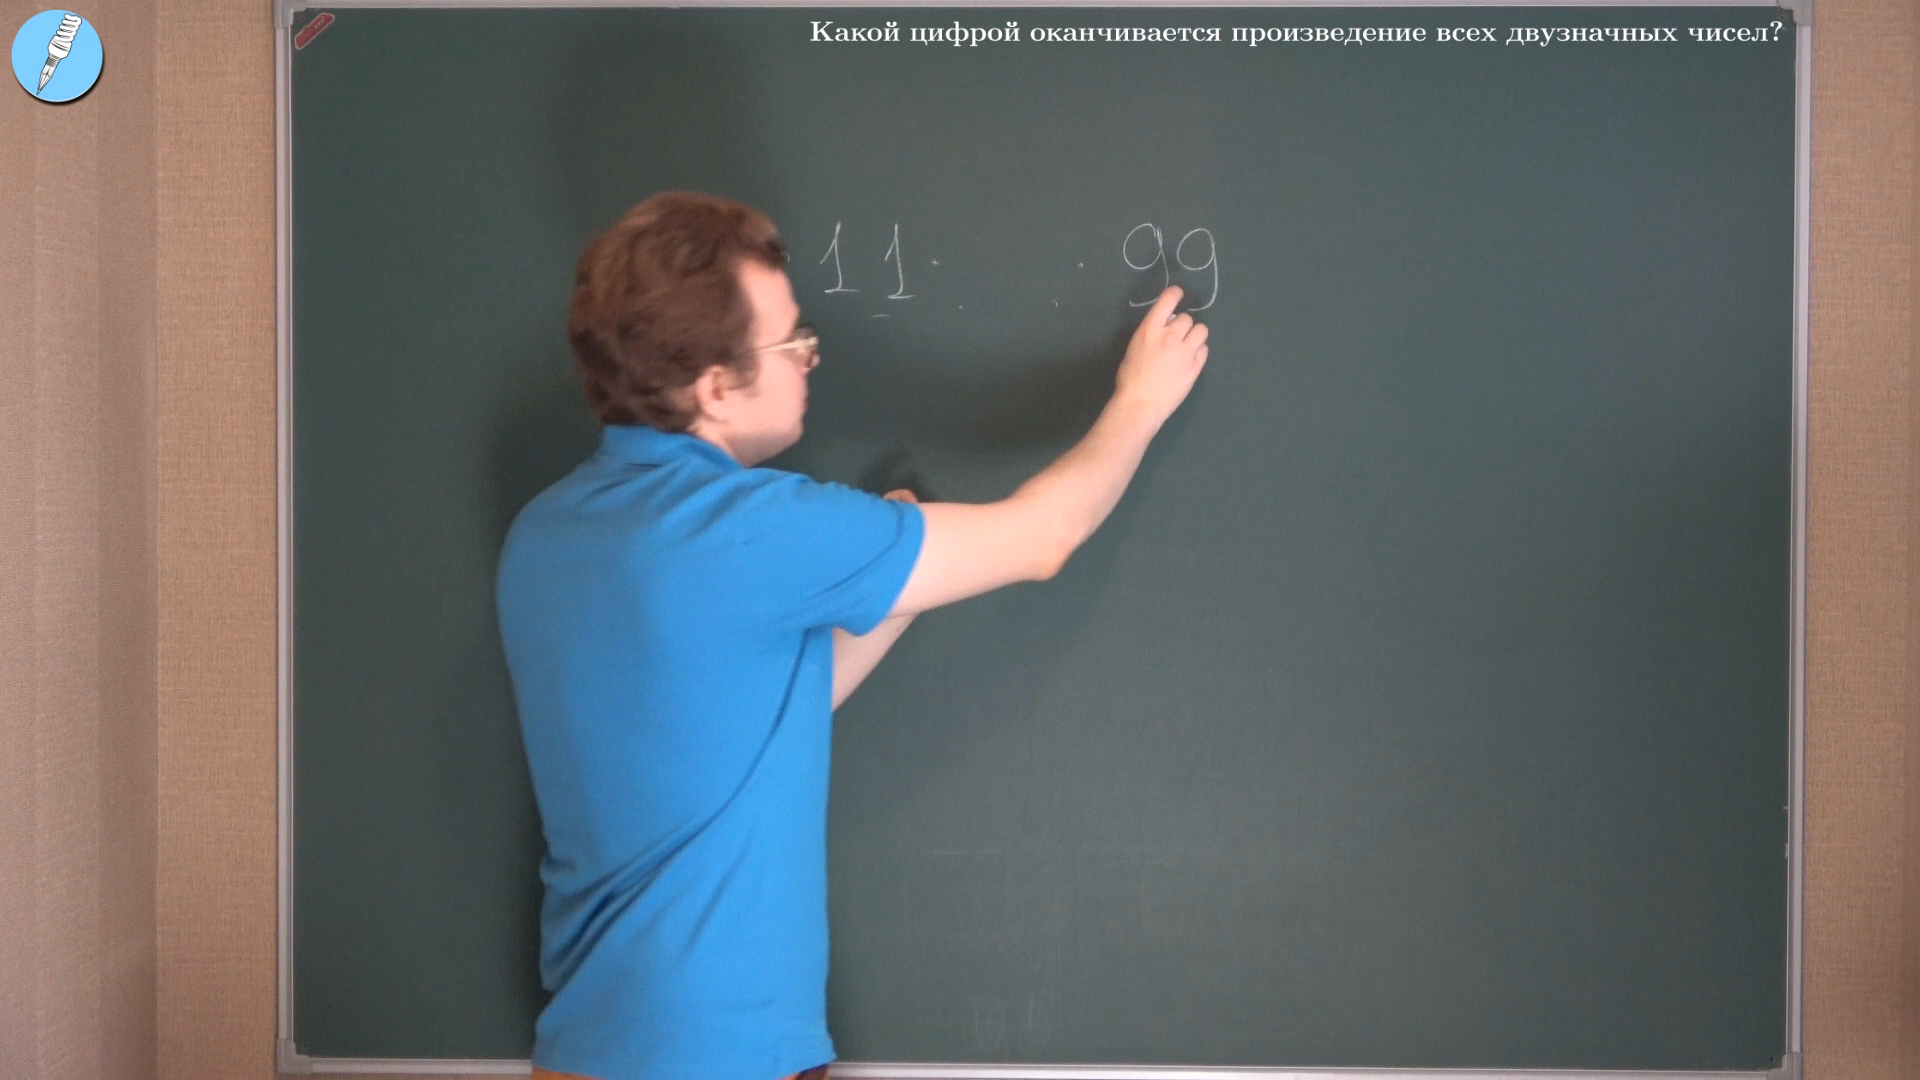 Какой цифрой оканчивается произведение всех двузначных чисел?
11· · 99